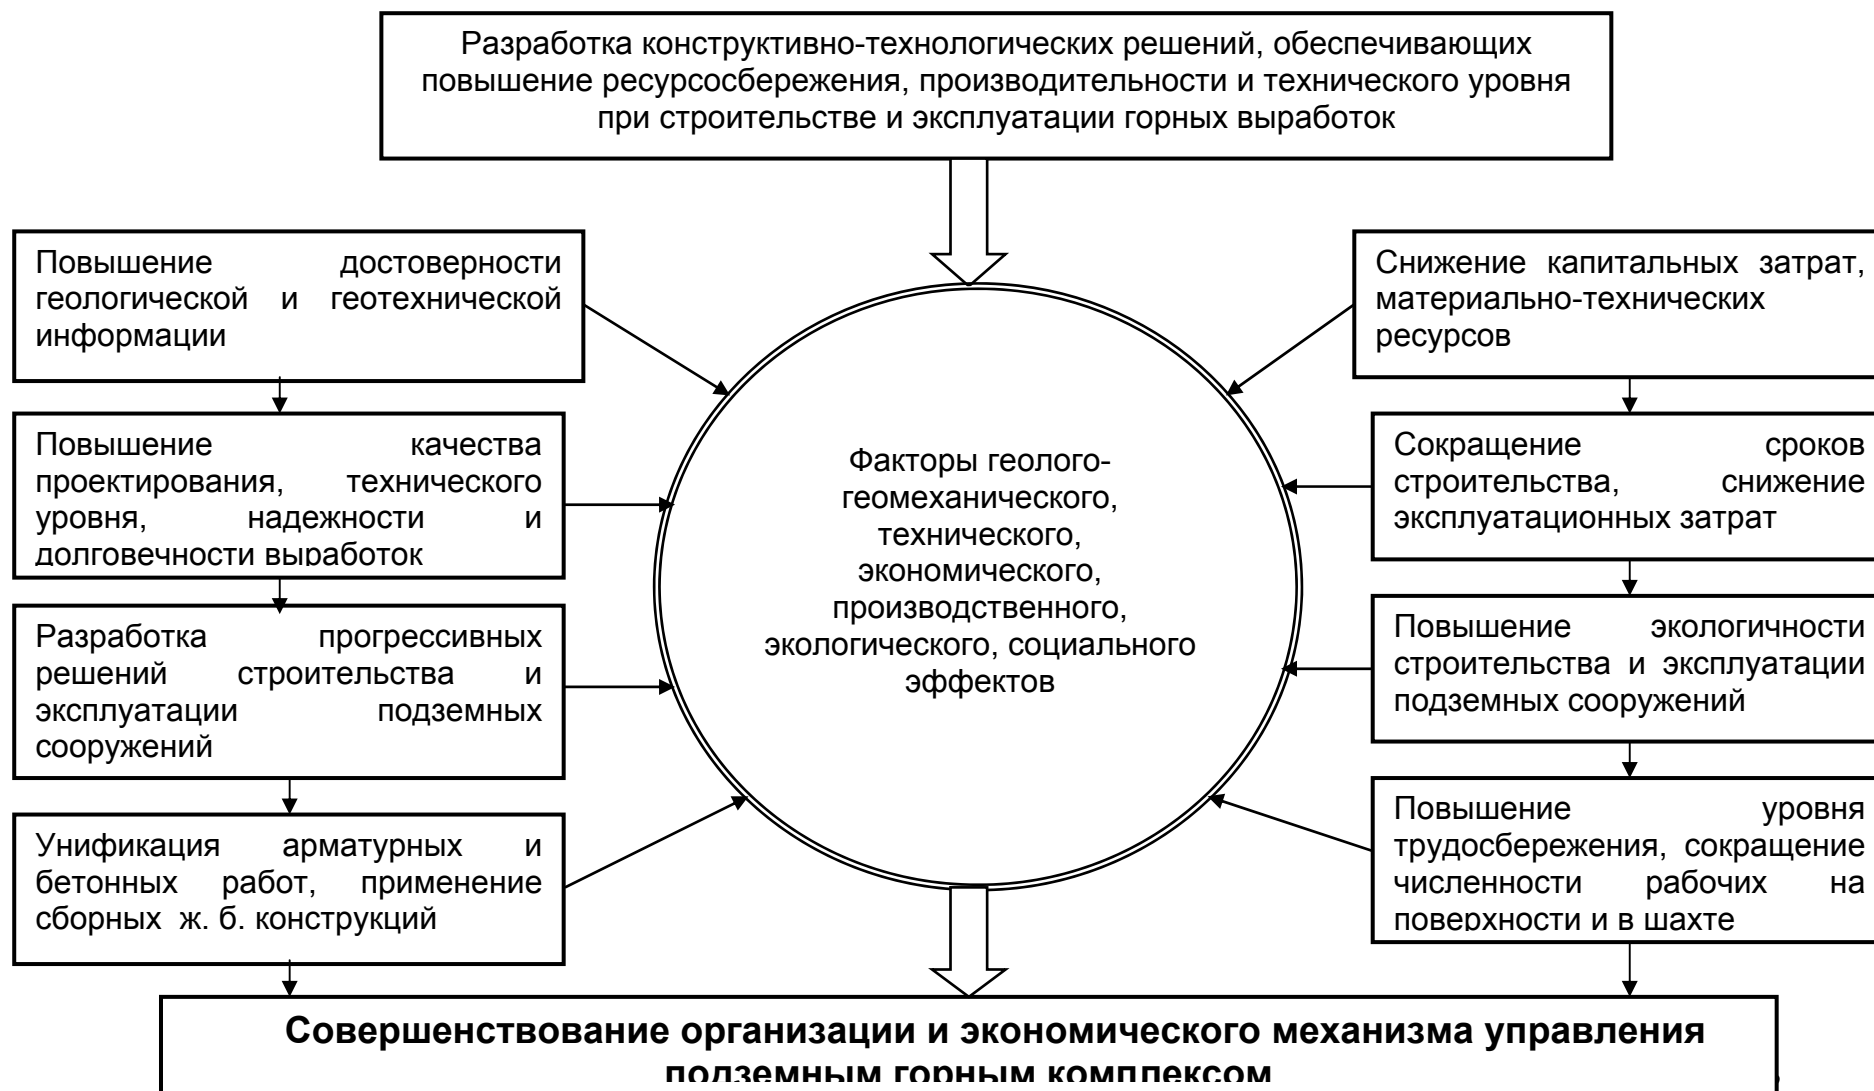 Разработка конструктивно-технологических решений, обеспечивающих
повышение ресурсосбережения, производительности и технического уровня
при строительстве и эксплуатации горных выработок
Повышение достоверности
геологической и геотехнической
информации
Повышение качества
проектирования, технического
уровня, надежности и
долговечности выработок
Разработка прогрессивных
решений строительства и
эксплуатации подземных
сооружений
Унификация арматурных и
бетонных работ, применение
сборных ж. б. конструкций
Факторы геолого-
геомеханического,
технического,
экономического,
производственного,
экологического, социального
эффектов
Снижение капитальных затрат,
материально-технических
ресурсов
Сокращение сроков
строительства, снижение
эксплуатационных затрат
Повышение экологичности
строительства и эксплуатации
подземных сооружений
Повышение уровня
трудосбережения, сокращение
численности рабочих на
поверхности и в шахте
Совершенствование организации и экономического механизма управления
подземным горным комплексом